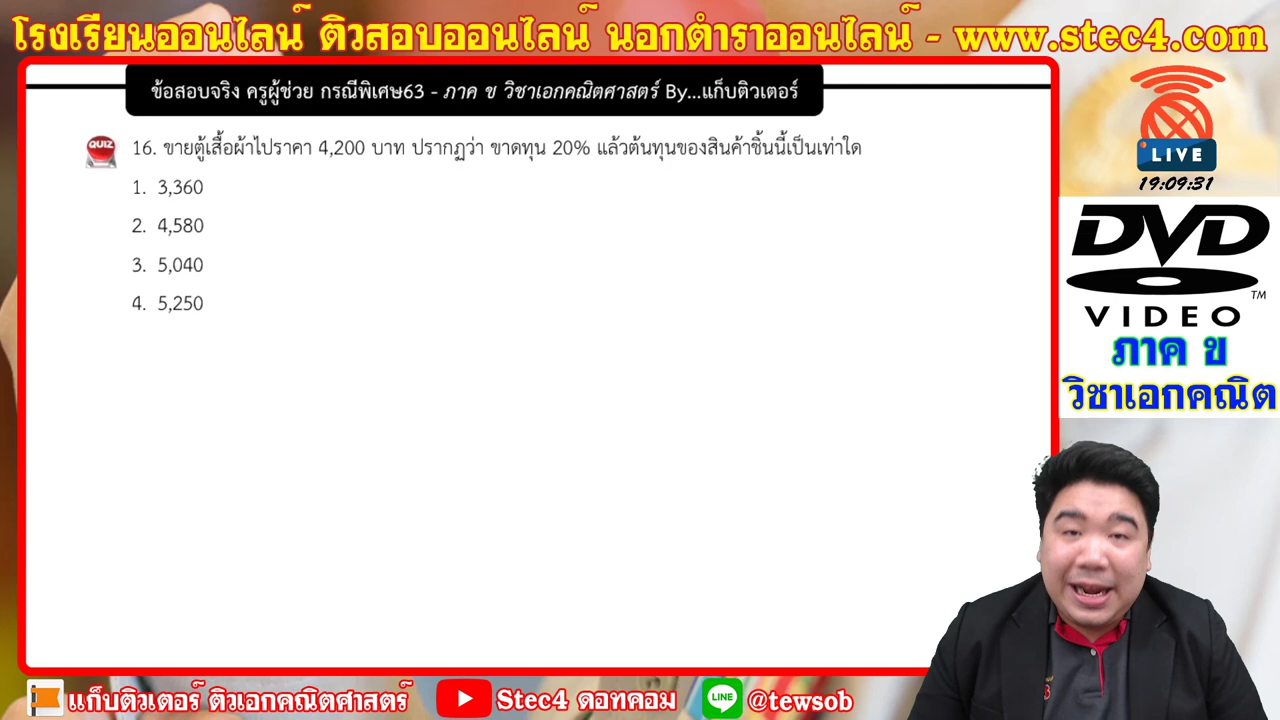 โรงเรียนออนไลน์ ติวสอบออนไลน์ นอกตำราออนไลน์ - www.stec4.com
ข้อสอบจริง ครูผู้ช่วย กรณีพิเศษ63 - ภาค ข วิชาเอกคณิตศาสตร์ By...แก็บติวเตอร์
QUIZ
16. ขายตู้เสื้อผ้าไปราคา 4,200 บาท ปรากฏว่า ขาดทุน 20% แล้วต้นทุนของสินค้าชิ้นนี้เป็นเท่าใด
1. 3,360
2. 4,580
3. 5,040
4. 5,250
LIVE
19:09:31
DVD
TM
VIDEO
ภาค ข
วิชาเอกคณิต
แก็บติวเตอร์ ติวเอกคณิตศาสตร์
Stec4 ดอทคอม
LINE
@tewsob